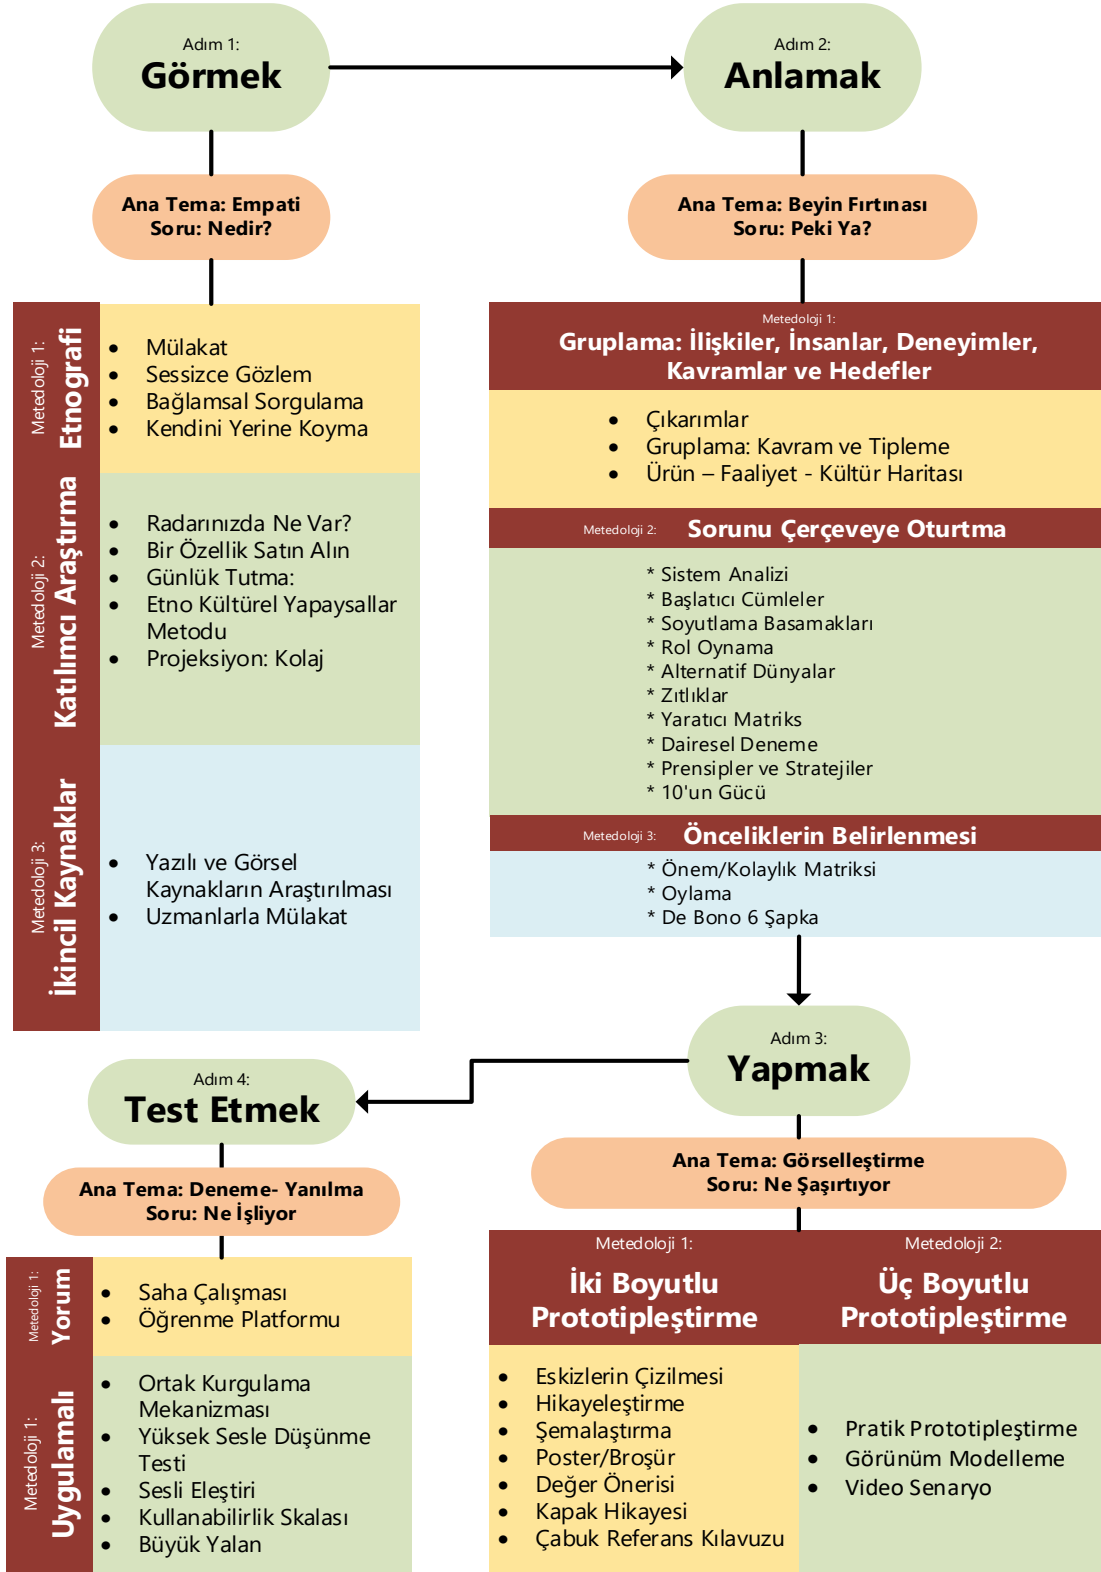 Adım 1:
Görmek
Adım 2:
Anlamak
Ana Tema: Empati
Soru: Nedir?
Ana Tema: Beyin Fırtınası
Soru: Peki Ya?
Metedoloji 1:
Etnografi
• Mülakat
• Sessizce Gözlem
• Bağlamsal Sorgulama
• Kendini Yerine Koyma
Metedoloji 2:
Katılımcı Araştırma
• Radarınızda Ne Var?
• Bir Özellik Satın Alın
• Günlük Tutma:
• Etno Kültürel Yapaysallar
Metodu
• Projeksiyon: Kolaj
Metedoloji 3:
İkincil Kaynaklar
• Yazılı ve Görsel
Kaynakların Araştırılması
• Uzmanlarla Mülakat
Metedoloji 1:
Gruplama: İlişkiler, İnsanlar, Deneyimler,
Kavramlar ve Hedefler
• Çıkarımlar
• Gruplama: Kavram ve Tipleme
• Ürün – Faaliyet - Kültür Haritası
Metedoloji 2: Sorunu Çerçeveye Oturtma
* Sistem Analizi
* Başlatıcı Cümleler
* Soyutlama Basamakları
* Rol Oynama
* Alternatif Dünyalar
* Zıtlıklar
* Yaratıcı Matriks
* Dairesel Deneme
* Prensipler ve Stratejiler
* 10'un Gücü
Metedoloji 3: Önceliklerin Belirlenmesi
* Önem/Kolaylık Matriksi
* Oylama
* De Bono 6 Şapka
Adım 3:
Yapmak
Adım 4:
Test Etmek
Ana Tema: Görselleştirme
Soru: Ne Şaşırtıyor
Ana Tema: Deneme- Yanılma
Soru: Ne İşliyor
Metedoloji 1:
İki Boyutlu
Prototipleştirme
• Eskizlerin Çizilmesi
• Hikayeleştirme
• Şemalaştırma
• Poster/Broşür
• Değer Önerisi
• Kapak Hikayesi
• Çabuk Referans Kılavuzu
Metedoloji 2:
Üç Boyutlu
Prototipleştirme
• Pratik Prototipleştirme
• Görünüm Modelleme
• Video Senaryo
Metedoloji 1:
Yorum
• Saha Çalışması
• Öğrenme Platformu
Metedoloji 1:
Uygulamalı
• Ortak Kurgulama
Mekanizması
• Yüksek Sesle Düşünme
Testi
• Sesli Eleştiri
• Kullanabilirlik Skalası
• Büyük Yalan